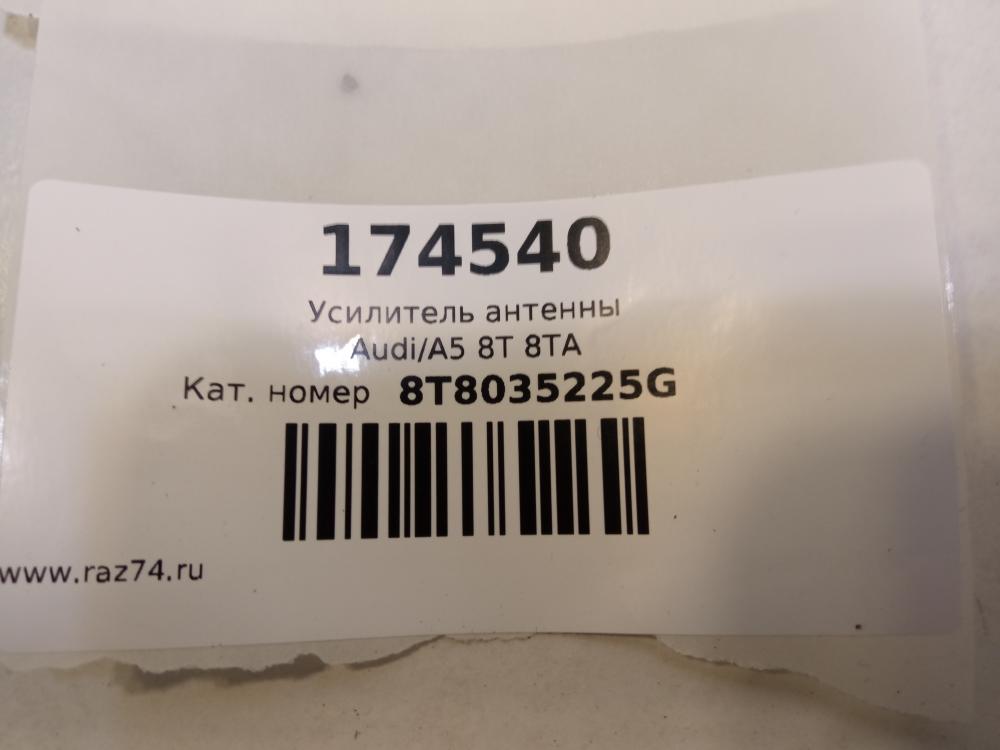 174540
Усилитель антенны
Audi/A5 8T 8TA
Кат. номер 8T8035225G
www.raz74.ru